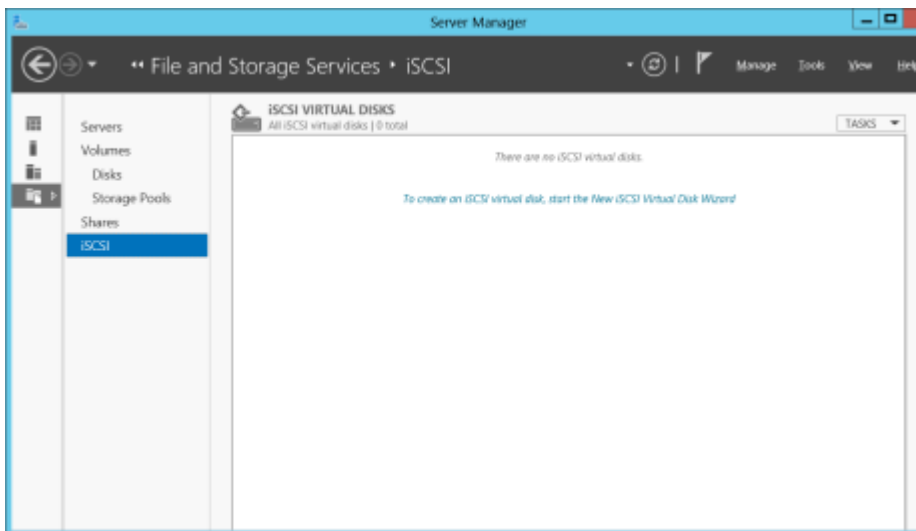 Server Manager
File and Storage Services • iSCSI
Manage Tools View Help
Servers
Volumes
Disks
Storage Pools
Shares
iSCSI
iSCSI VIRTUAL DISKS
All iSCSI virtual disks | 0 total
TASKS
There are no iSCSI virtual disks.
To create an iSCSI virtual disk, start the New iSCSI Virtual Disk Wizard